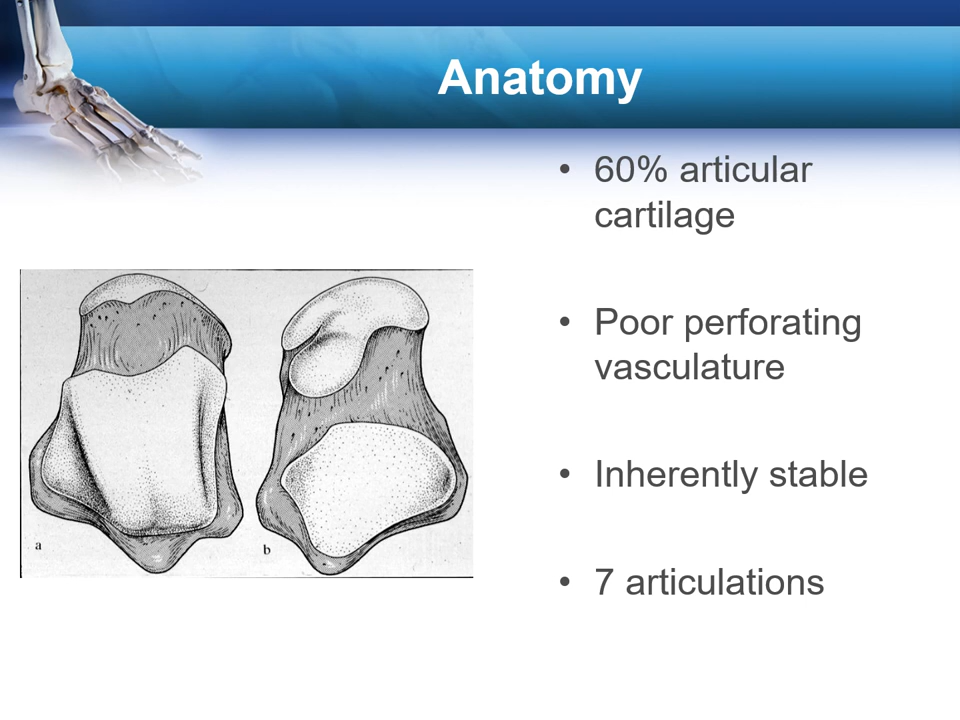 Anatomy
• 60% articular
cartilage
• Poor perforating
vasculature
• Inherently stable
• 7 articulations
a
b